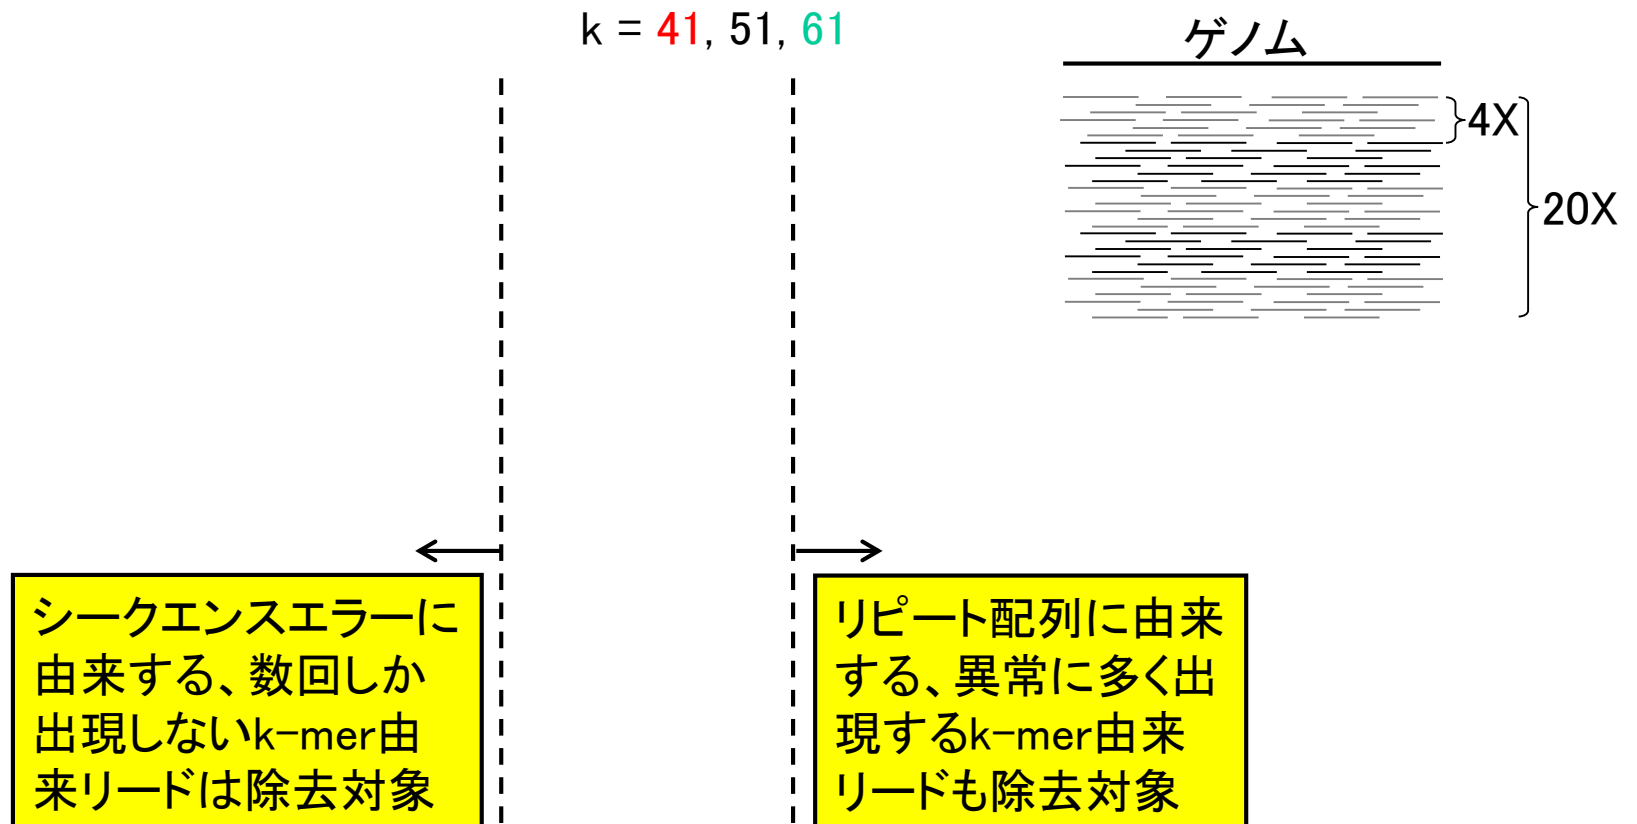 k = 41, 51, 61
ゲノム
4X
20X
シークエンスエラーに
由来する、数回しか
出現しないk-mer由
来リードは除去対象
リピート配列に由来
する、異常に多く出
現するk-mer由来
リードも除去対象